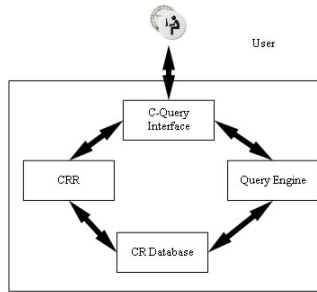 User
C-Query
Interface
CRR
Query Engine
CR Database